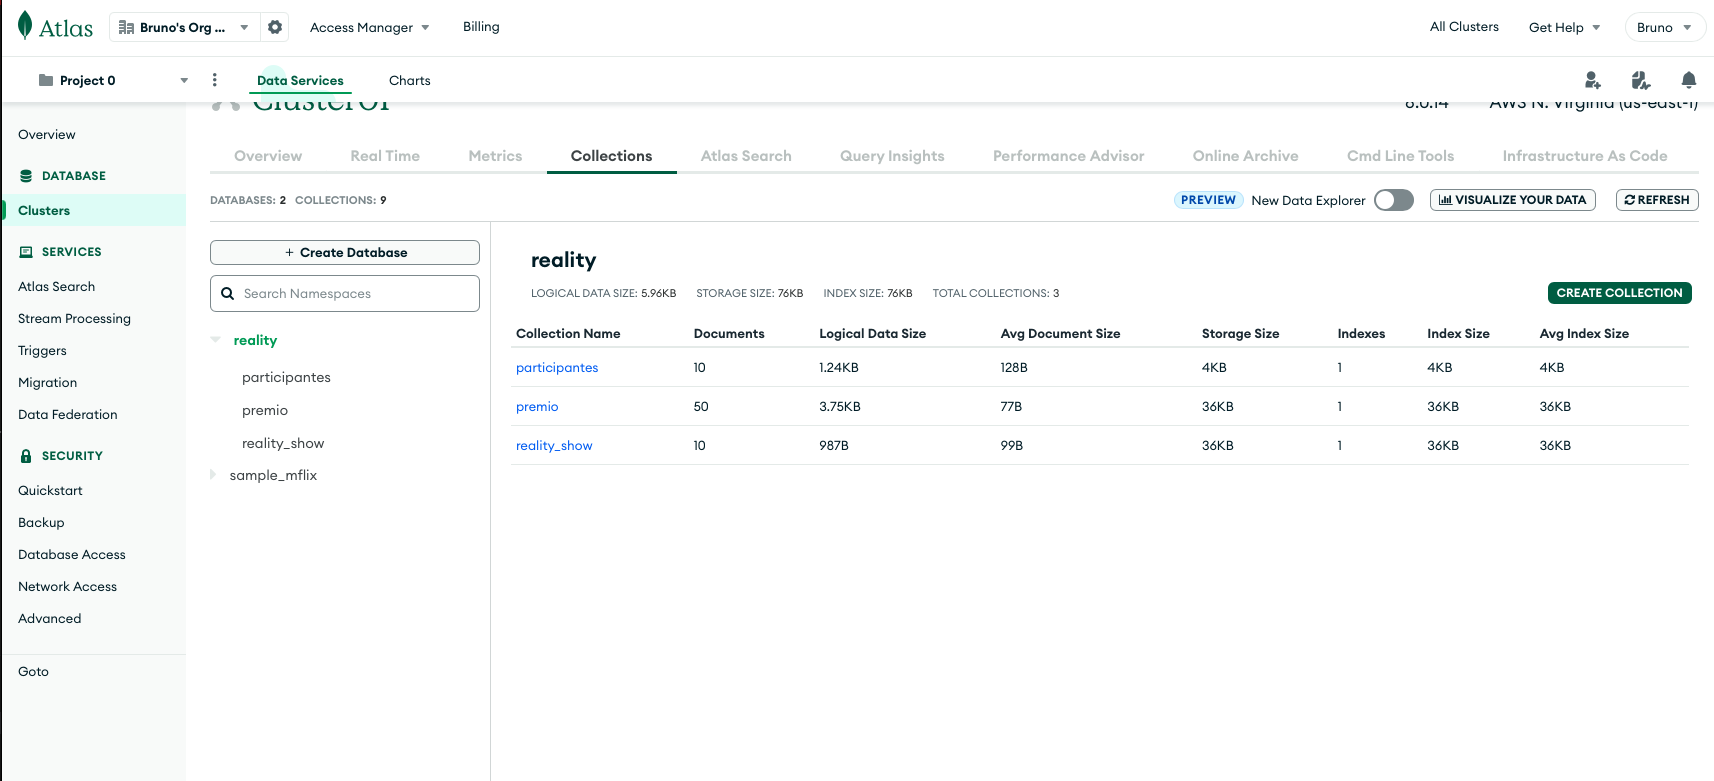 Atlas
Bruno's Org ...
Access Manager
Billing
All Clusters
Get Help
Bruno
Project 0
Data Services
Charts
6.0.14
AWS N. Virginia (us-east-1)
Overview
DATABASE
Clusters
SERVICES
Atlas Search
Stream Processing
Triggers
Migration
Data Federation
SECURITY
Quickstart
Backup
Database Access
Network Access
Advanced
Goto
Overview Real Time Metrics Collections Atlas Search Query Insights Performance Advisor Online Archive Cmd Line Tools Infrastructure As Code
DATABASES: 2 COLLECTIONS: 9
PREVIEW New Data Explorer
VISUALIZE YOUR DATA
REFRESH
+ Create Database
Search Namespaces
reality
participantes
premio
reality_show
sample_mflix
reality
LOGICAL DATA SIZE: 5.96KB STORAGE SIZE: 76KB INDEX SIZE: 76KB TOTAL COLLECTIONS: 3
CREATE COLLECTION
Collection Name Documents Logical Data Size Avg Document Size Storage Size Indexes Index Size Avg Index Size
participantes 10 1.24KB 128B 4KB 1 4KB 4KB
premio 50 3.75KB 77B 36KB 1 36KB 36KB
reality_show 10 987B 99B 36KB 1 36KB 36KB